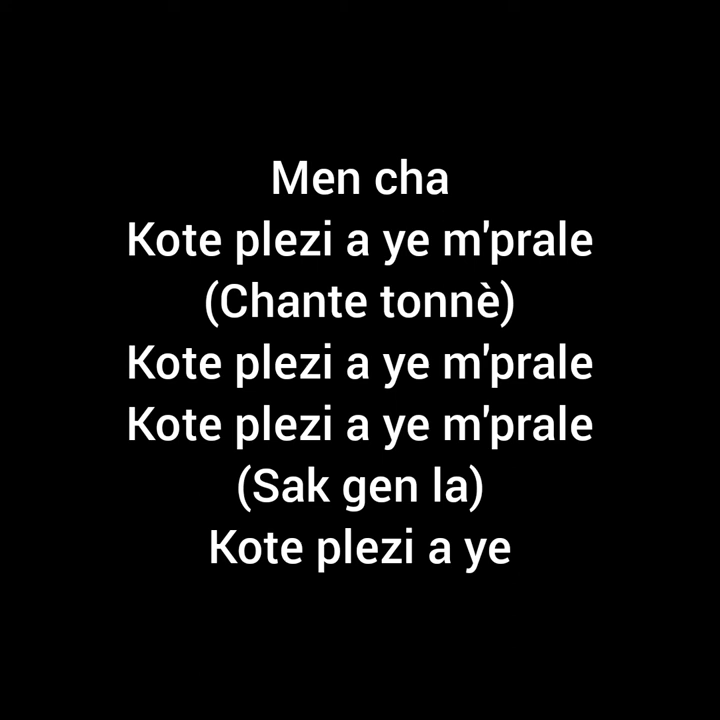 Men cha
Kote plezi a ye m'prale
(Chante tonnè)
Kote plezi a ye m'prale
Kote plezi a ye m'prale
(Sak gen la)
Kote plezi a ye